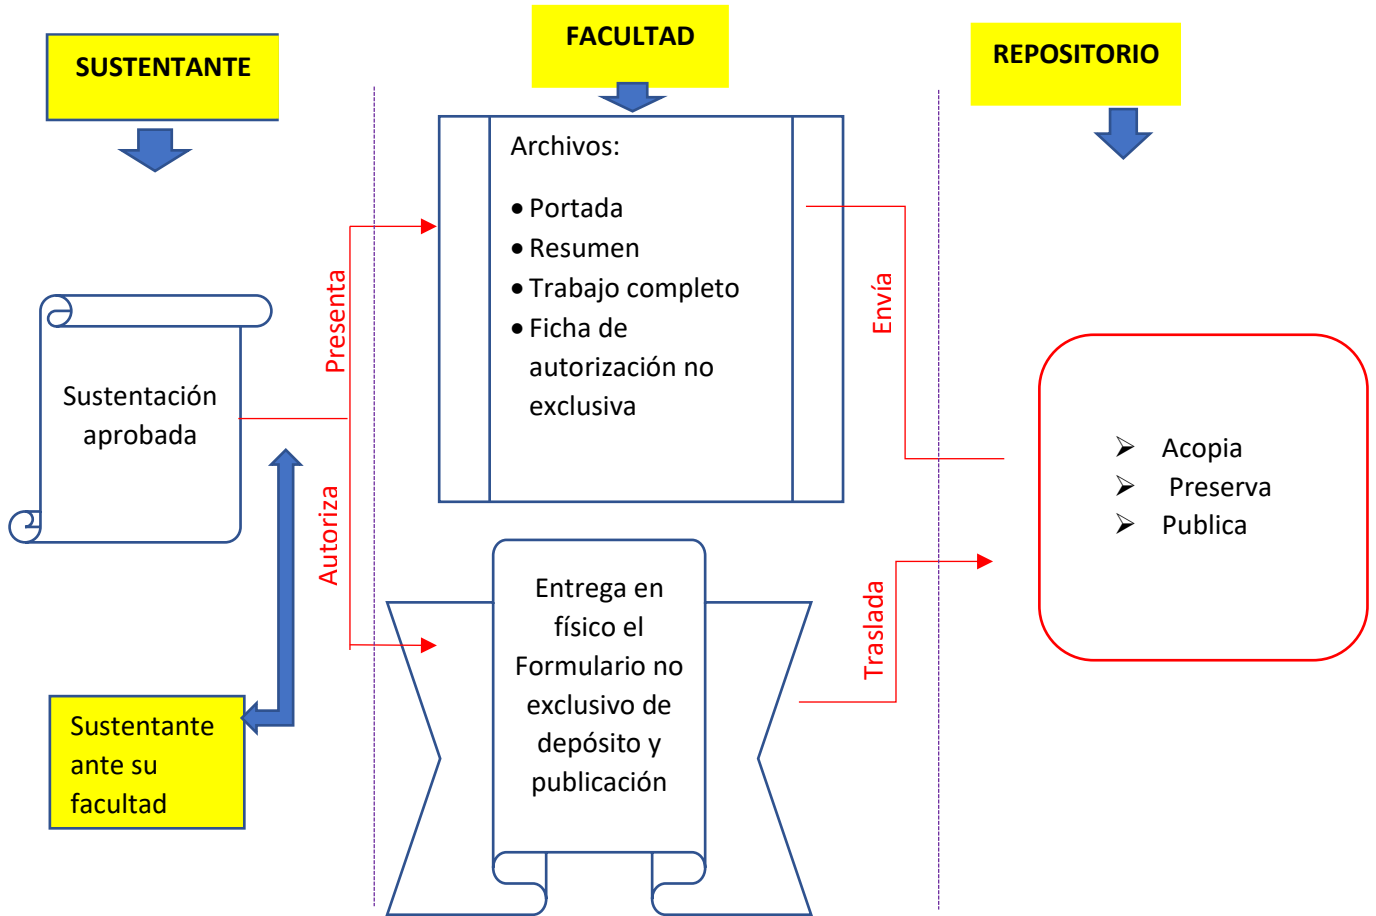 SUSTENTANTE
FACULTAD
REPOSITORIO
Sustentación
aprobada
Sustentante
ante su
facultad
Presenta
Autoriza
Archivos:
• Portada
• Resumen
• Trabajo completo
• Ficha de
autorización no
exclusiva
Entrega en
físico el
Formulario no
exclusivo de
depósito y
publicación
Envía
Traslada
➢ Acopia
➢ Preserva
➢ Publica